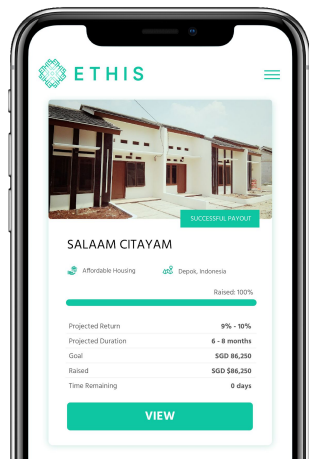 ETHIS
SUCCESSFUL PAYOUT
SALAAM CITAYAM
Affordable Housing Depok, Indonesia
Raised: 100%
Projected Return 9% - 10%
Projected Duration 6 - 8 months
Goal SGD 86,250
Raised SGD $86,250
Time Remaining 0 days
VIEW